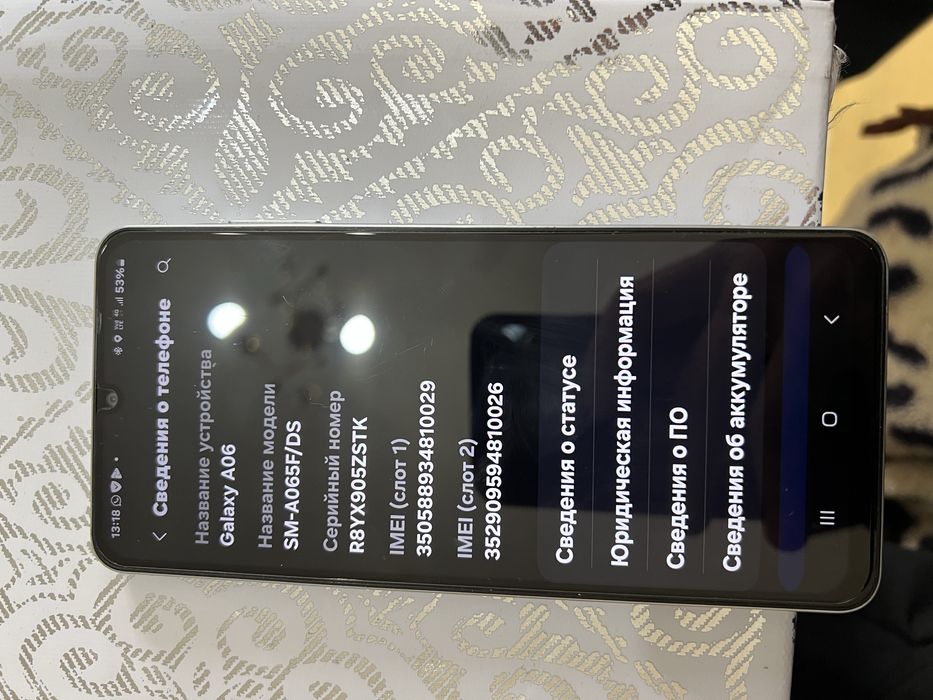 13:18
53%
Сведения о телефоне
Название устройства
Galaxy A06
Название модели
SM-A065F/DS
Серийный номер
R8YX905ZSTK
IMEI (слот 1)
350588934810029
IMEI (слот 2)
352909594810026
Сведения о статусе
Юридическая информация
Сведения о ПО
Сведения об аккумуляторе